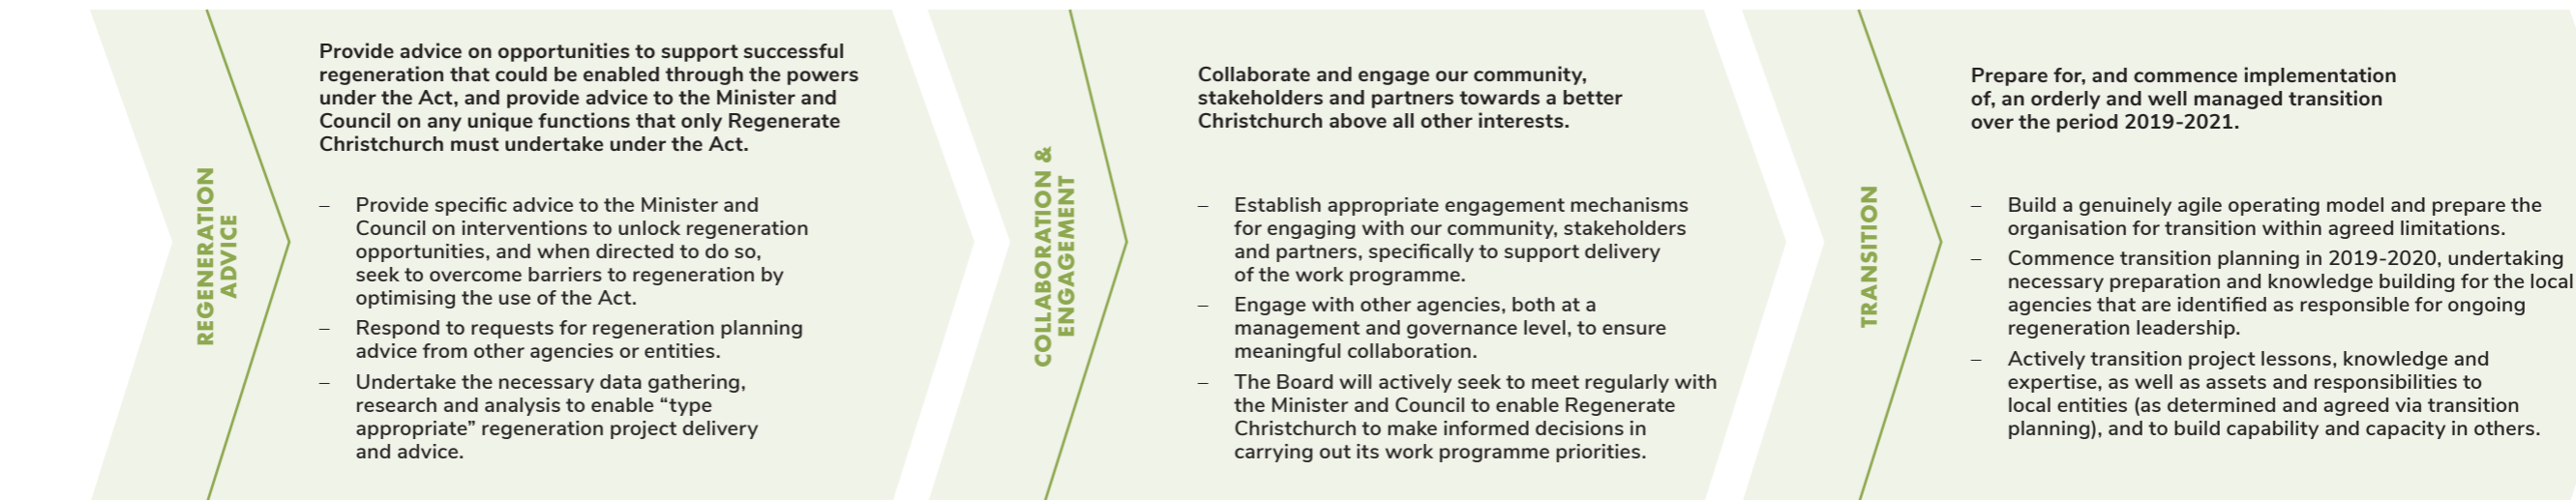 REGENERATION
ADVICE
Provide advice on opportunities to support successful
regeneration that could be enabled through the powers
under the Act, and provide advice to the Minister and
Council on any unique functions that only Regenerate
Christchurch must undertake under the Act.
– Provide specific advice to the Minister and
Council on interventions to unlock regeneration
opportunities, and when directed to do so,
seek to overcome barriers to regeneration by
optimising the use of the Act.
– Respond to requests for regeneration planning
advice from other agencies or entities.
– Undertake the necessary data gathering,
research and analysis to enable “type
appropriate” regeneration project delivery
and advice.
COLLABORATION &
ENGAGEMENT
Collaborate and engage our community,
stakeholders and partners towards a better
Christchurch above all other interests.
– Establish appropriate engagement mechanisms
for engaging with our community, stakeholders
and partners, specifically to support delivery
of the work programme.
– Engage with other agencies, both at a
management and governance level, to ensure
meaningful collaboration.
– The Board will actively seek to meet regularly with
the Minister and Council to enable Regenerate
Christchurch to make informed decisions in
carrying out its work programme priorities.
TRANSITION
Prepare for, and commence implementation
of, an orderly and well managed transition
over the period 2019-2021.
– Build a genuinely agile operating model and prepare the
organisation for transition within agreed limitations.
– Commence transition planning in 2019-2020, undertaking
necessary preparation and knowledge building for the local
agencies that are identified as responsible for ongoing
regeneration leadership.
– Actively transition project lessons, knowledge and
expertise, as well as assets and responsibilities to
local entities (as determined and agreed via transition
planning), and to build capability and capacity in others.